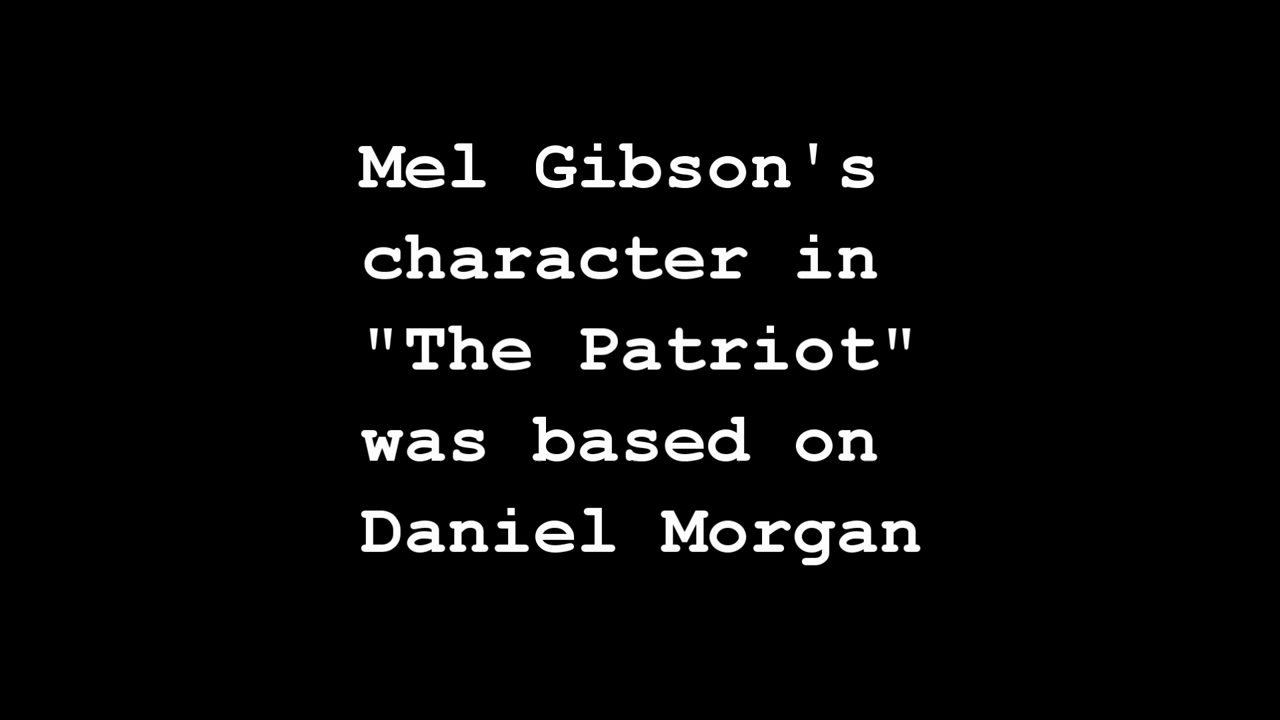 Mel Gibson's
character in
"The Patriot"
was based on
Daniel Morgan